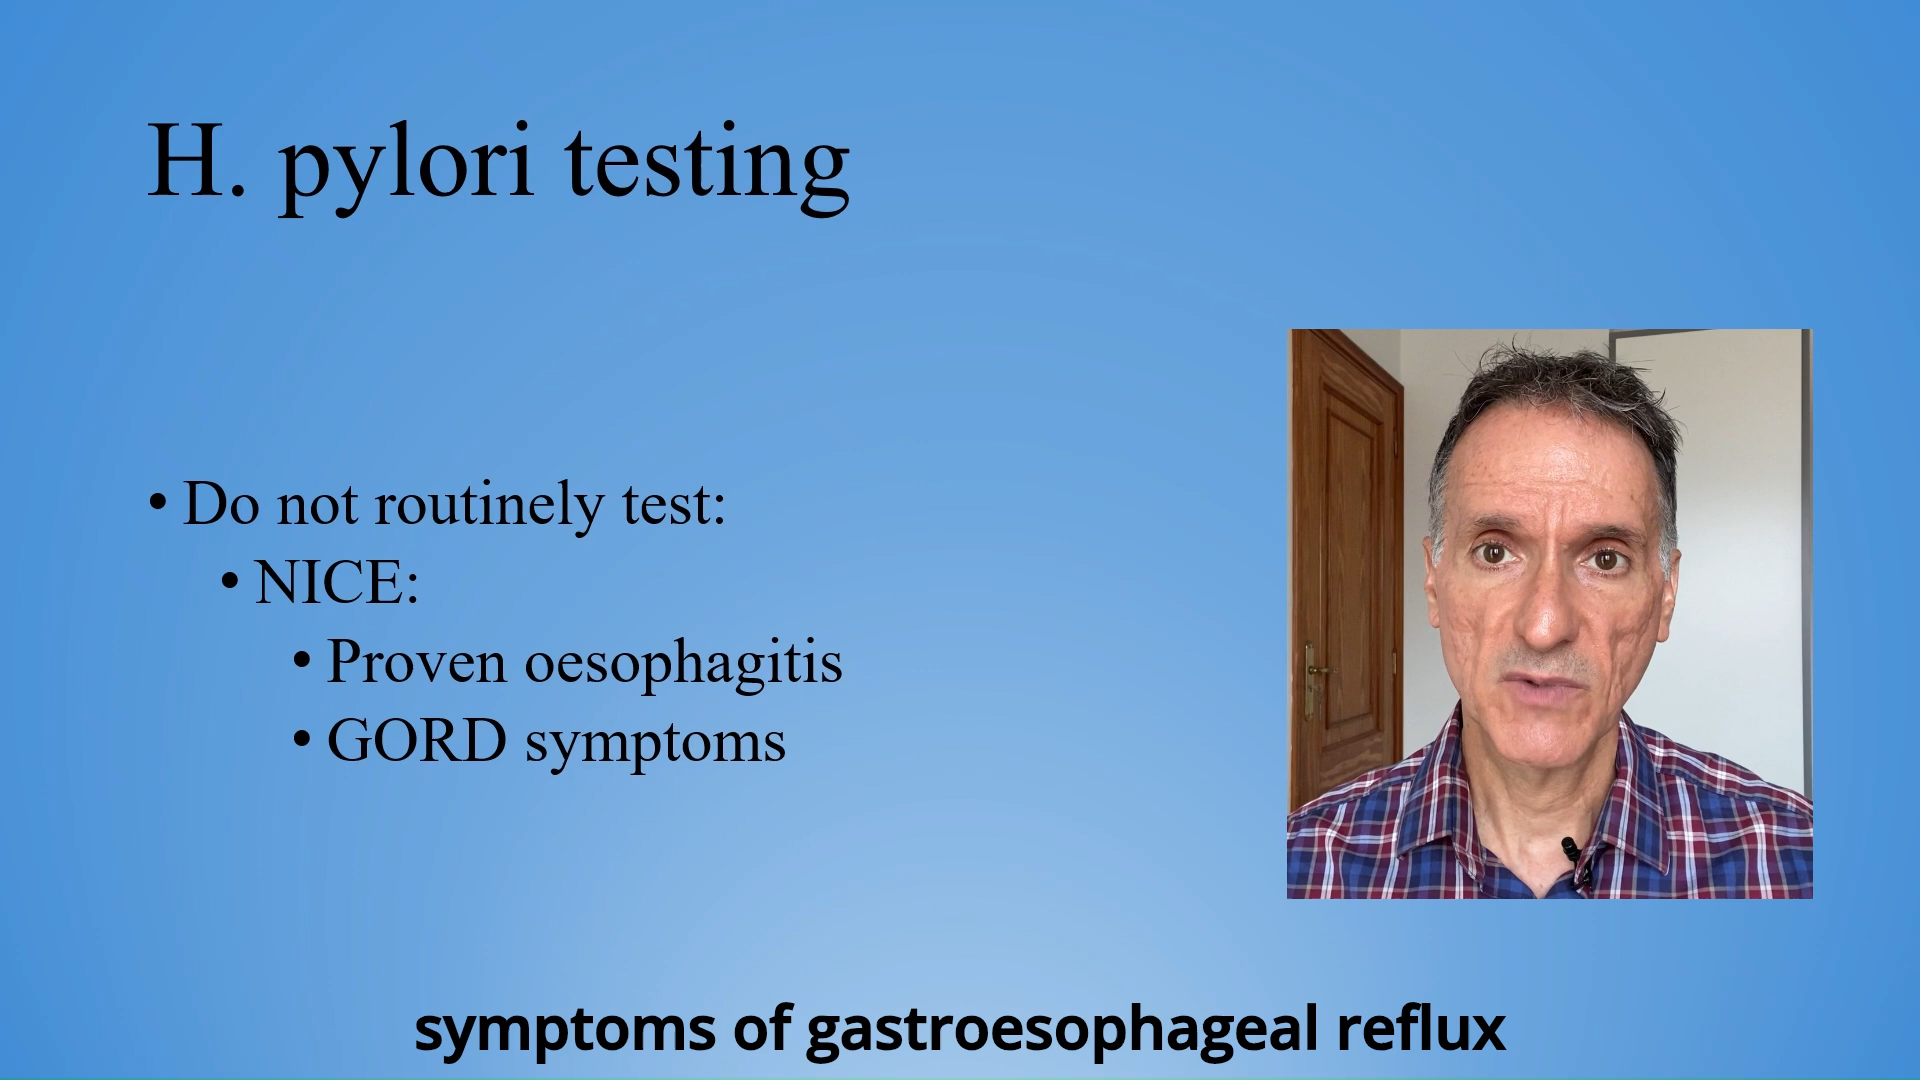 H. pylori testing
• Do not routinely test:
• NICE:
• Proven oesophagitis
• GORD symptoms
symptoms of gastroesophageal reflux